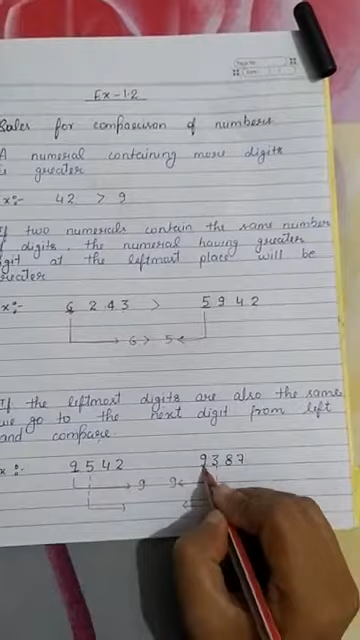 Ex-1.2
Rules for comparison of numbers
A numeral containing more digits
is greater
Ex:- 42 > 9
If two numerals contain the same number
of digits, the numeral having greater
digit at the leftmost place will be
greater
Ex:- 6 2 4 3 > 5 9 4 2
6 > 5
If the leftmost digits are also the same
we go to the next digit from left
and compare
Ex:- 9 5 4 2 9 3 8 7
9 9